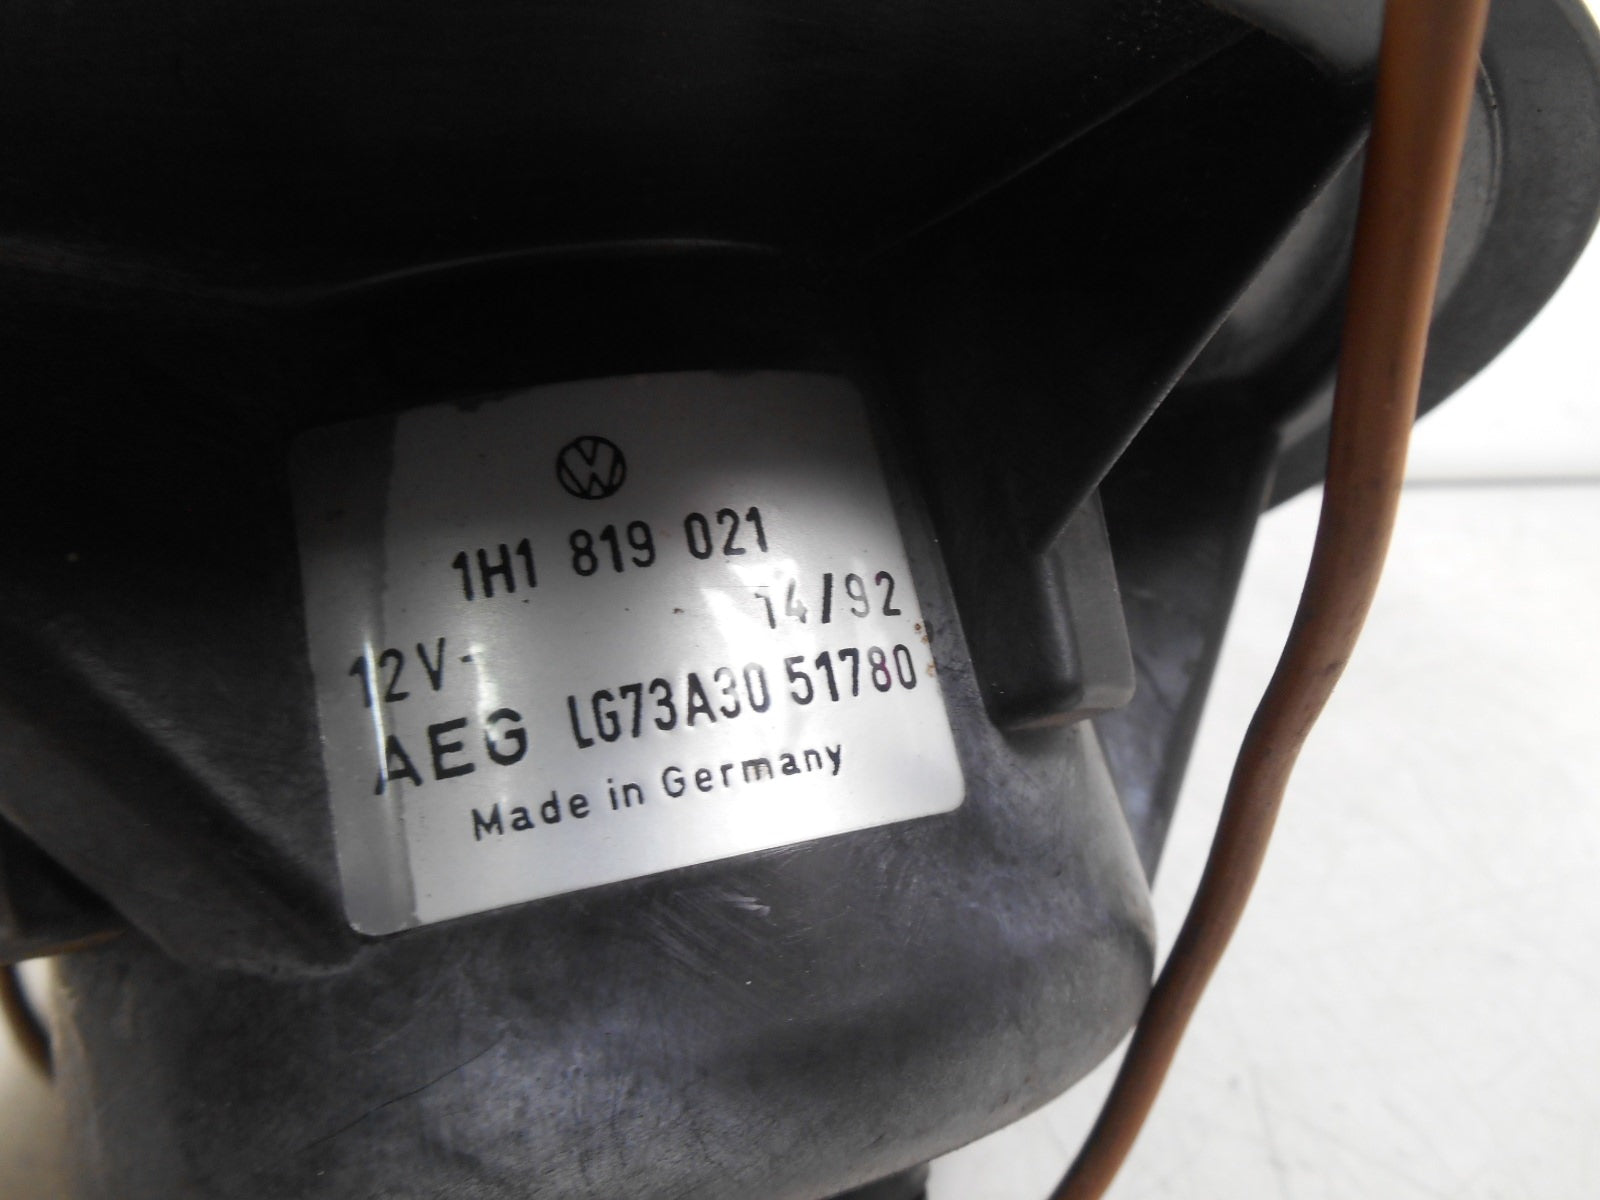 1H1 819 021
14/92
12V-
AEG LG73A30 51780
Made in Germany